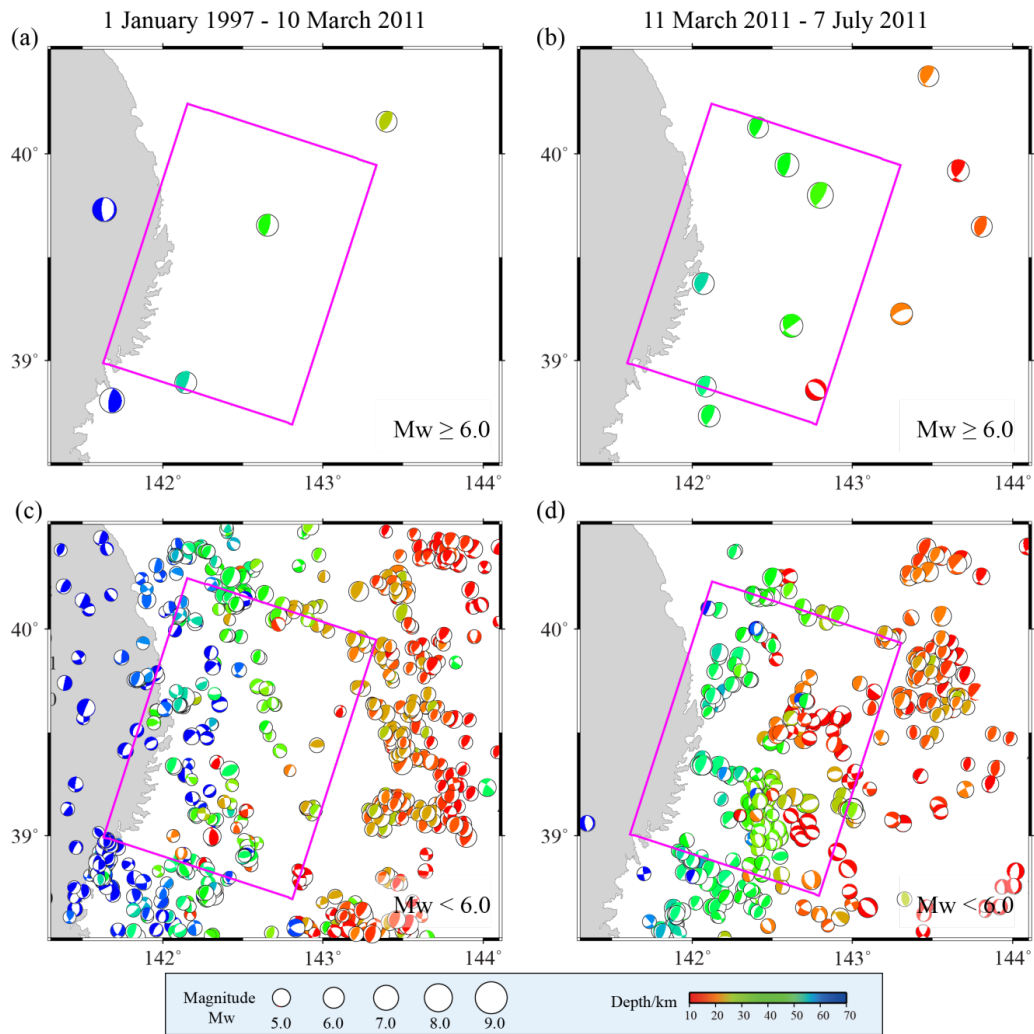 1 January 1997 - 10 March 2011
11 March 2011 - 7 July 2011
(a)
(b)
40°
39°
Mw ≥ 6.0
142°
143°
144°
40°
39°
Mw ≥ 6.0
142°
143°
144°
(c)
(d)
40°
39°
Mw < 6.0
142°
143°
144°
40°
39°
Mw < 6.0
142°
143°
144°
Magnitude
Mw
5.0
6.0
7.0
8.0
9.0
Depth/km
10 20 30 40 50 60 70